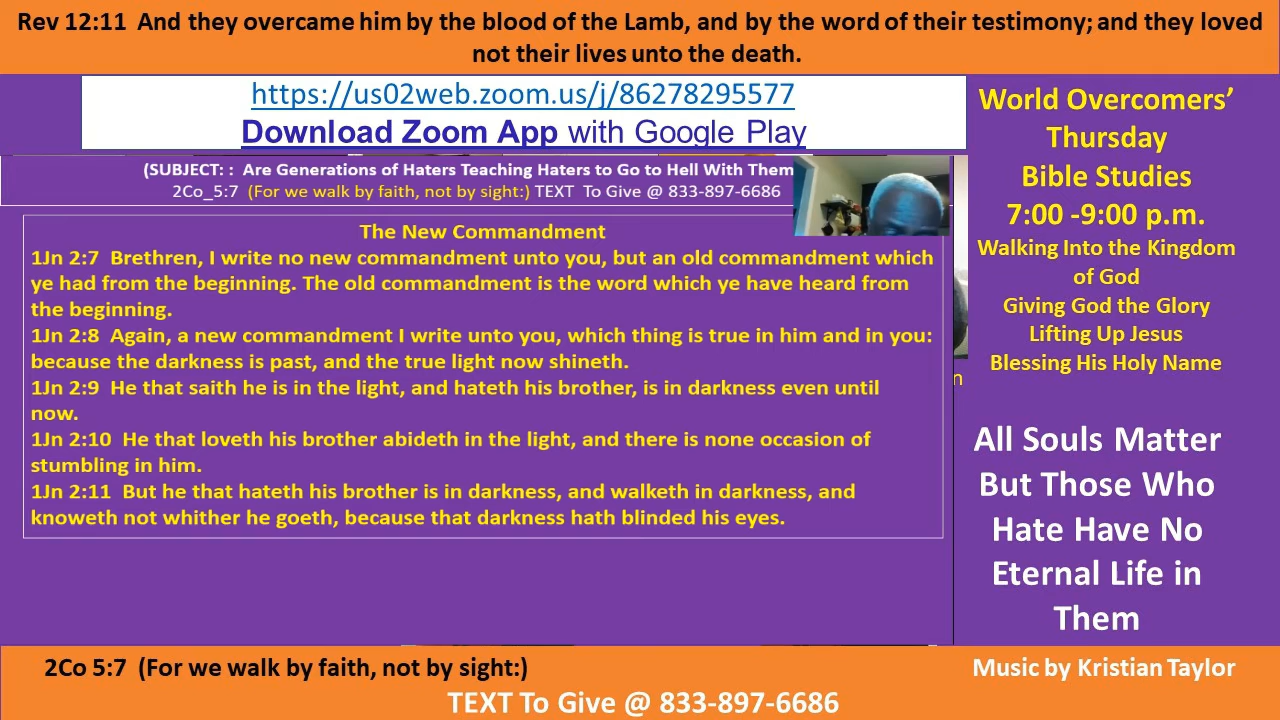 Rev 12:11  And they overcame him by the blood of the Lamb, and by the word of their testimony; and they loved
not their lives unto the death.
https://us02web.zoom.us/j/86278295577
Download Zoom App with Google Play
(SUBJECT: :  Are Generations of Haters Teaching Haters to Go to Hell With Them
2Co_5:7  (For we walk by faith, not by sight:) TEXT  To Give @ 833-897-6686
The New Commandment
1Jn 2:7  Brethren, I write no new commandment unto you, but an old commandment which
ye had from the beginning. The old commandment is the word which ye have heard from
the beginning.
1Jn 2:8  Again, a new commandment I write unto you, which thing is true in him and in you:
because the darkness is past, and the true light now shineth.
1Jn 2:9  He that saith he is in the light, and hateth his brother, is in darkness even until
now.
1Jn 2:10  He that loveth his brother abideth in the light, and there is none occasion of
stumbling in him.
1Jn 2:11  But he that hateth his brother is in darkness, and walketh in darkness, and
knoweth not whither he goeth, because that darkness hath blinded his eyes.
World Overcomers’
Thursday
Bible Studies
7:00 -9:00 p.m.
Walking Into the Kingdom
of God
Giving God the Glory
Lifting Up Jesus
Blessing His Holy Name
n
All Souls Matter
But Those Who
Hate Have No
Eternal Life in
Them
2Co 5:7  (For we walk by faith, not by sight:)
Music by Kristian Taylor
TEXT To Give @ 833-897-6686